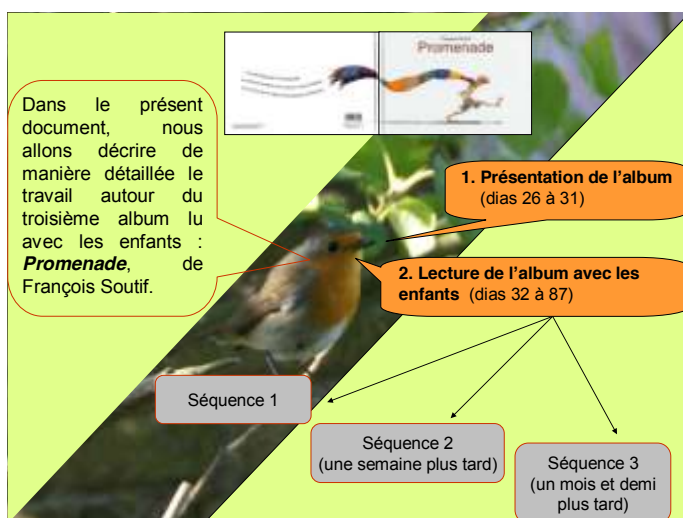 Promenade
Dans le présent
document, nous
allons décrire de
manière détaillée le
travail autour du
troisième album lu
avec les enfants :
Promenade, de
François Soutif.
1. Présentation de l'album
(dias 26 à 31)
2. Lecture de l'album avec les
enfants (dias 32 à 87)
Séquence 1
Séquence 2
(une semaine plus tard)
Séquence 3
(un mois et demi
plus tard)